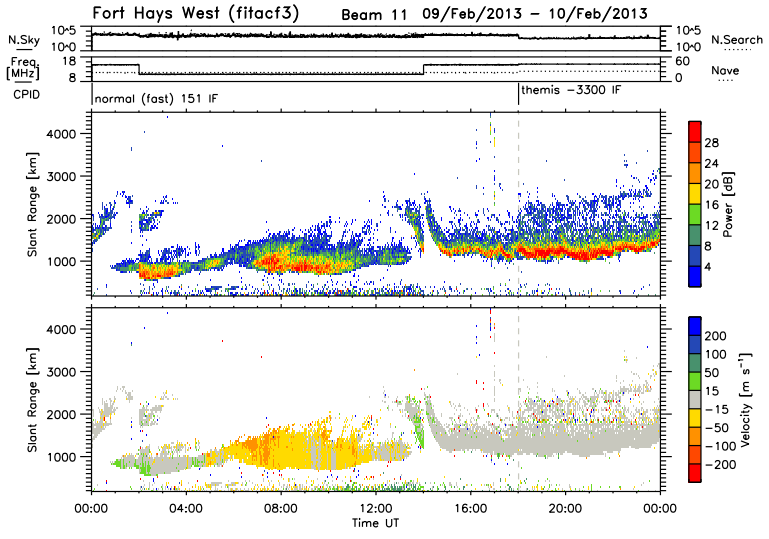 Fort Hays West (fitacf3) Beam 11 09/Feb/2013 - 10/Feb/2013
N.Sky 10^5 10^0 10^5 10^0 N.Search
Freq. [MHz] 18 8 60 0 Nave
CPID normal (fast) 151 IF themis -3300 IF
Slant Range [km]
4000
3000
2000
1000
28
24
20
16
12
8
4
Power [dB]
Slant Range [km]
4000
3000
2000
1000
200
100
50
15
-15
-50
-100
-200
Velocity [m s⁻¹]
00:00 04:00 08:00 12:00 16:00 20:00 00:00
Time UT